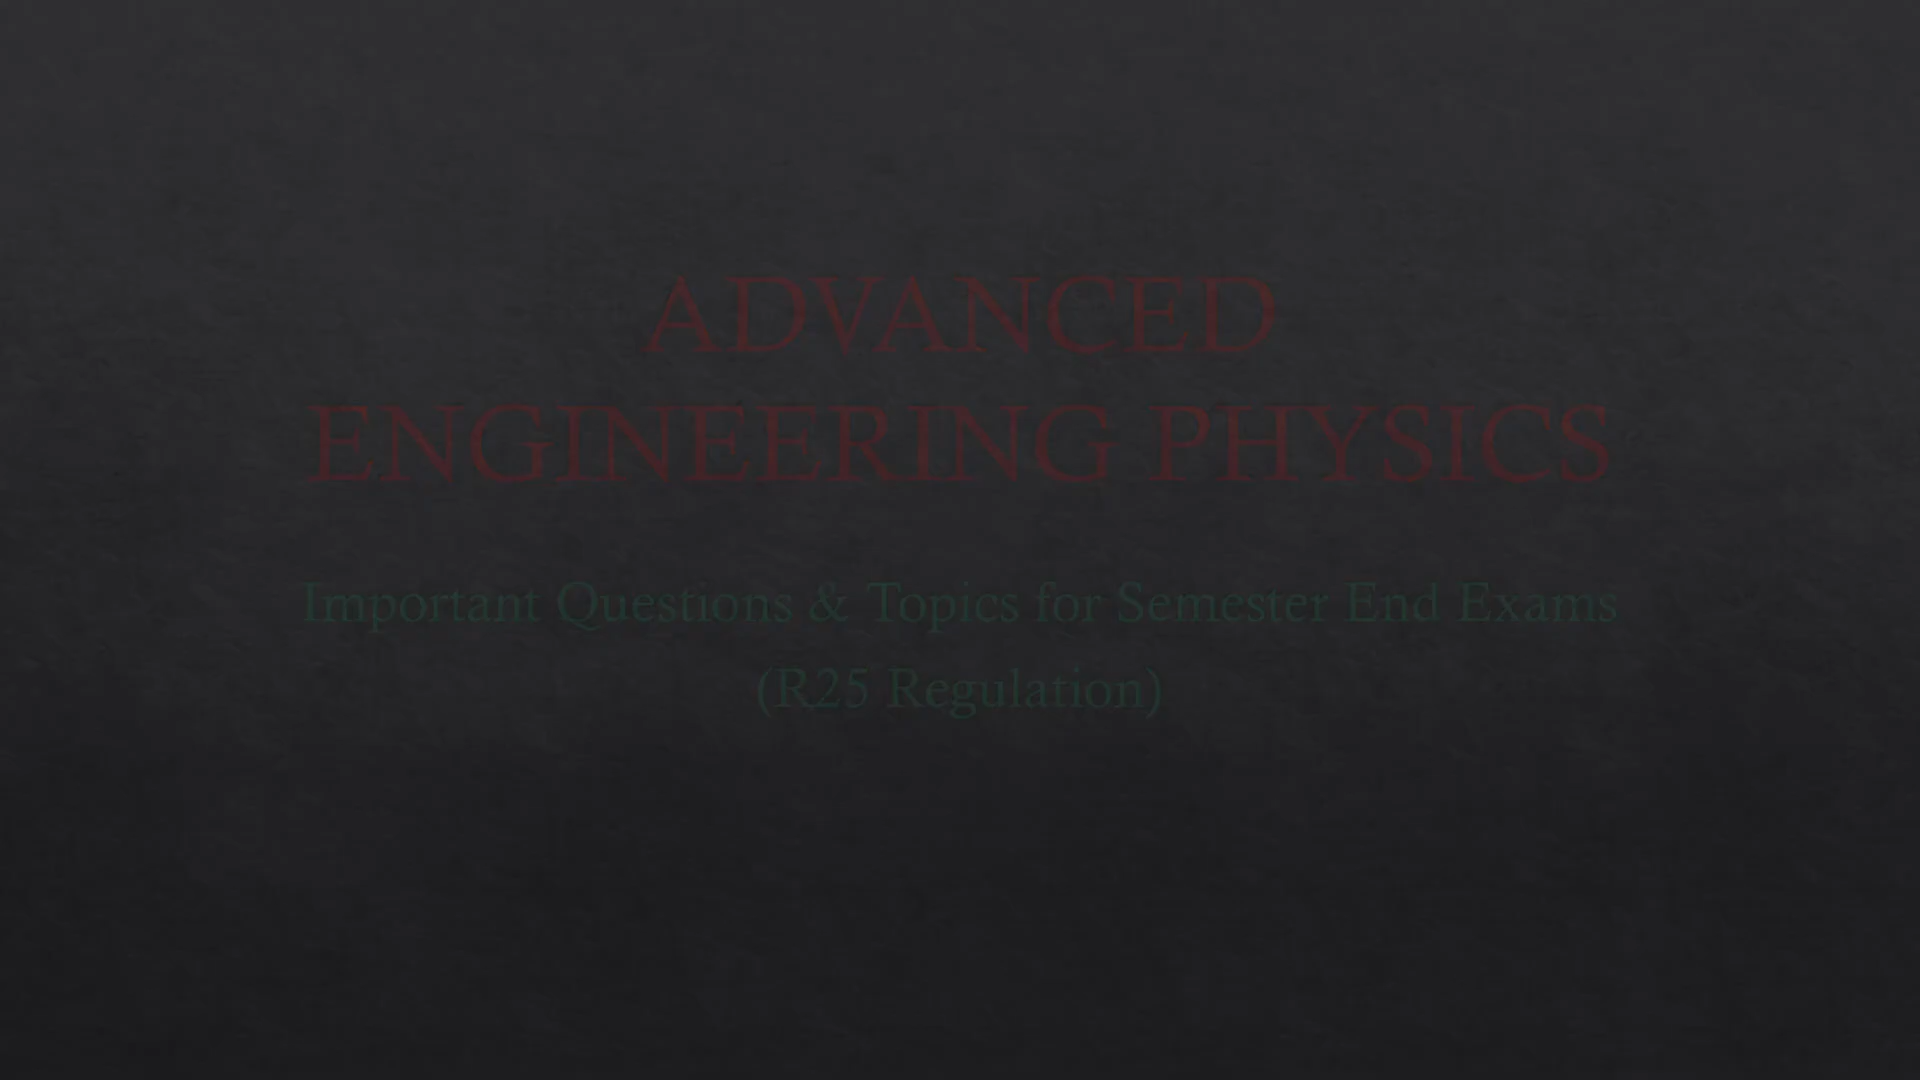 ADVANCED
ENGINEERING PHYSICS
Important Questions & Topics for Semester End Exams
(R25 Regulation)